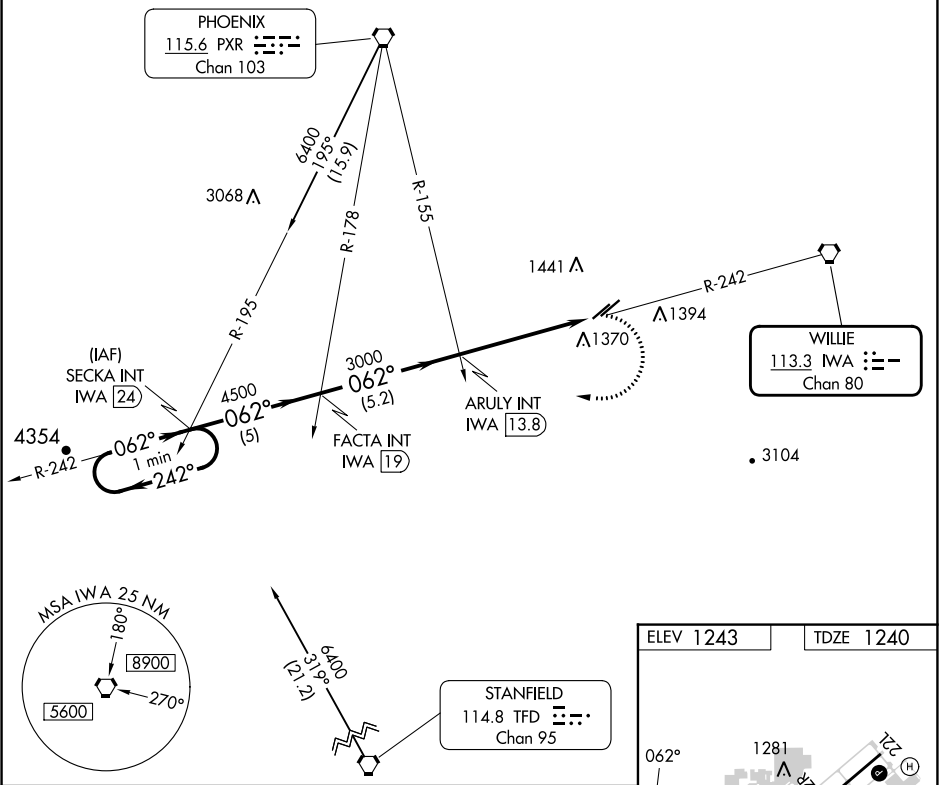 PHOENIX
115.6 PXR
Chan 103
6400
195°
(15.9)
3068
R-178
R-155
1441
R-242
1394
1370
WILLIE
113.3 IWA
Chan 80
R-195
(IAF)
SECKA INT
IWA 24
4500
062°
(5)
3000
062°
(5.2)
ARULY INT
IWA 13.8
FACTA INT
IWA 19
4354
R-242
062°
1 min
242°
3104
MSA IWA 25 NM
180°
8900
270°
5600
6400
319°
(21.2)
STANFIELD
114.8 TFD
Chan 95
ELEV 1243
TDZE 1240
062°
1281
22L
H
P